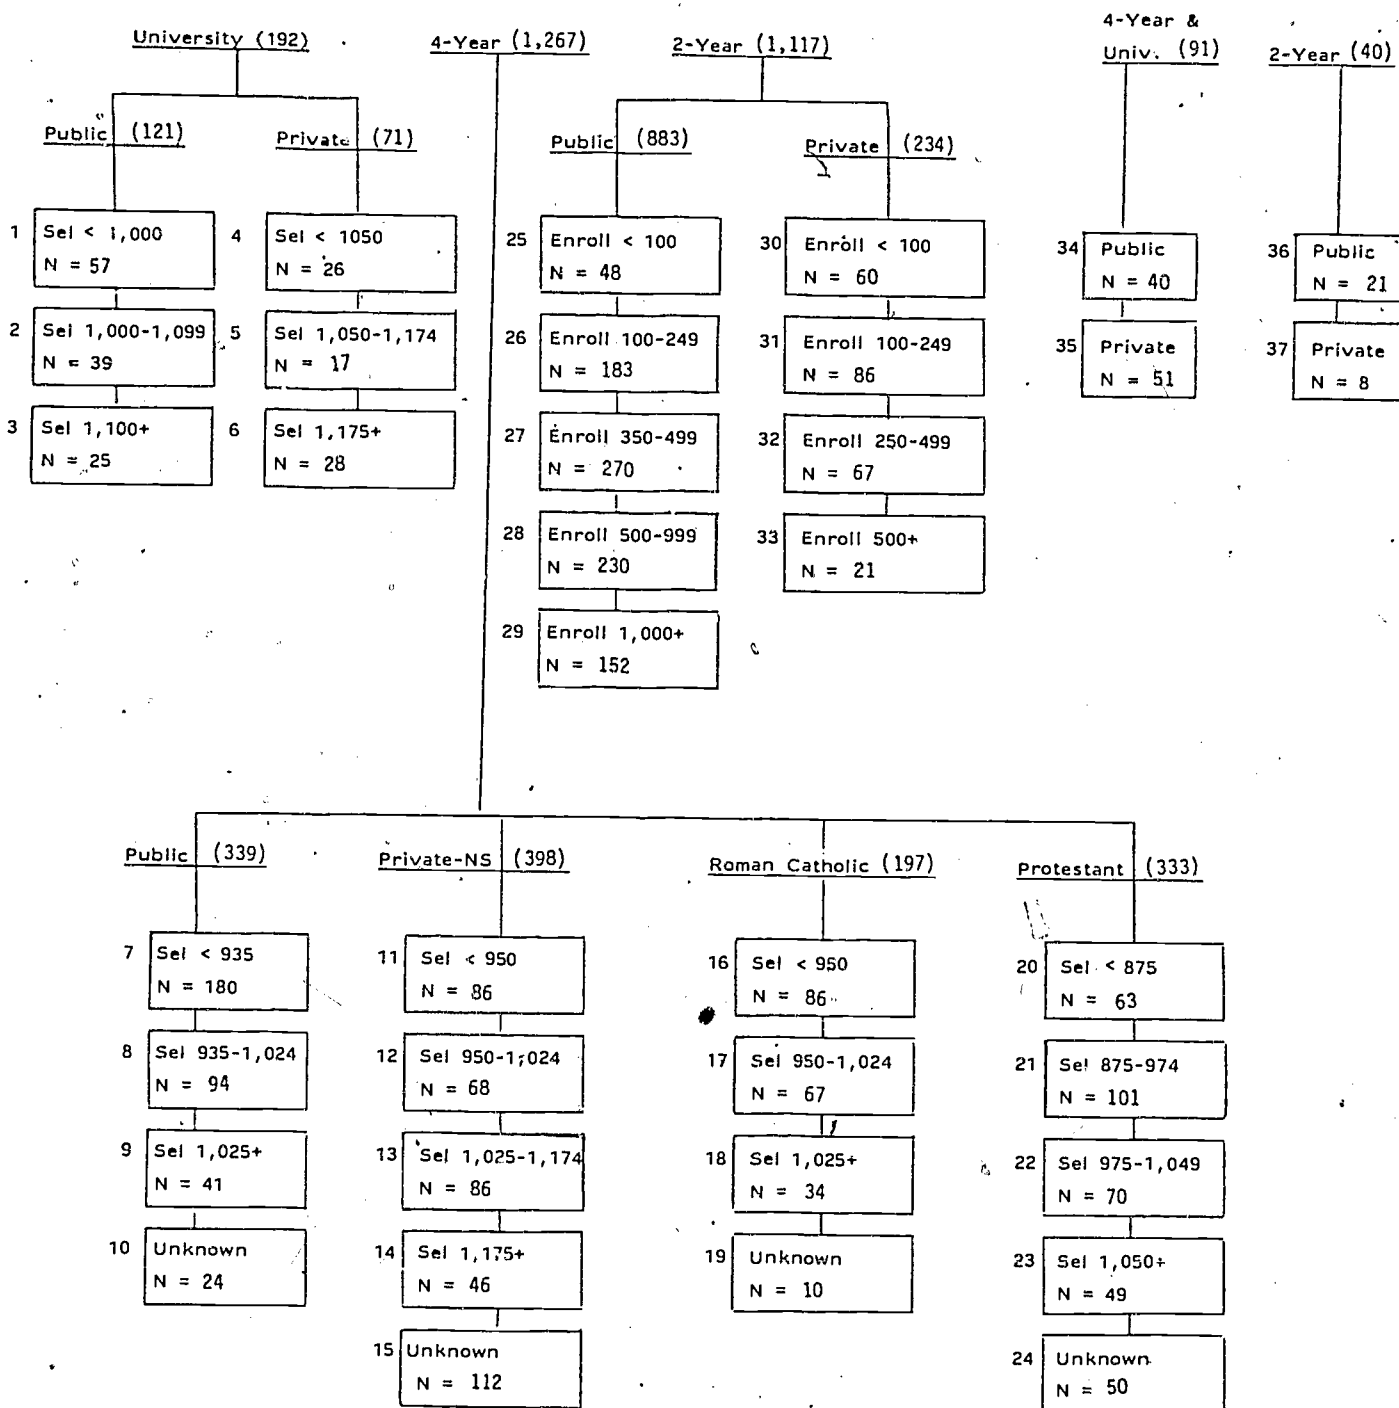 University (192)
4-Year (1,267)
2-Year (1,117)
4-Year &
Univ. (91)
2-Year (40)
Public (121)
Private (71)
Public (883)
Private (234)
1
Sel < 1,000
N = 57
2
Sel 1,000-1,099
N = 39
3
Sel 1,100+
N = 25
4
Sel < 1050
N = 26
5
Sel 1,050-1,174
N = 17
6
Sel 1,175+
N = 28
25
Enroll < 100
N = 48
26
Enroll 100-249
N = 183
27
Enroll 350-499
N = 270
28
Enroll 500-999
N = 230
29
Enroll 1,000+
N = 152
30
Enroll < 100
N = 60
31
Enroll 100-249
N = 86
32
Enroll 250-499
N = 67
33
Enroll 500+
N = 21
34
Public
N = 40
35
Private
N = 51
36
Public
N = 21
37
Private
N = 8
Public (339)
Private-NS (398)
Roman Catholic (197)
Protestant (333)
7
Sel < 935
N = 180
8
Sel 935-1,024
N = 94
9
Sel 1,025+
N = 41
10
Unknown
N = 24
11
Sel < 950
N = 86
12
Sel 950-1,024
N = 68
13
Sel 1,025-1,174
N = 86
14
Sel 1,175+
N = 46
15
Unknown
N = 112
16
Sel < 950
N = 86
17
Sel 950-1,024
N = 67
18
Sel 1,025+
N = 34
19
Unknown
N = 10
20
Sel < 875
N = 63
21
Sel 875-974
N = 101
22
Sel 975-1,049
N = 70
23
Sel 1,050+
N = 49
24
Unknown
N = 50